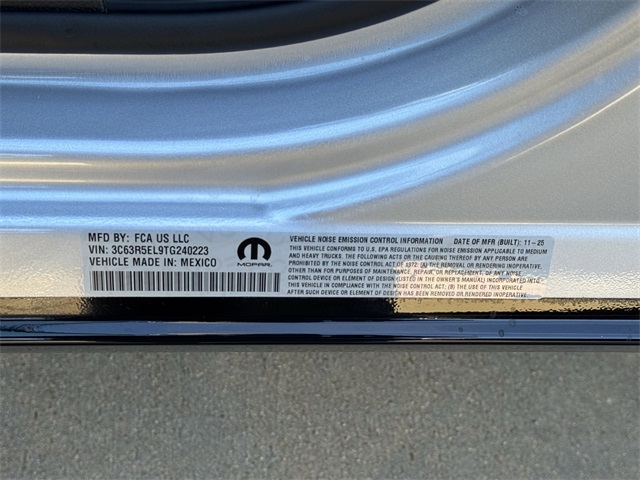 MFD BY: FCA US LLC
VIN: 3C63R5EL9TG240223
VEHICLE MADE IN: MEXICO
MOPAR
VEHICLE NOISE EMISSION CONTROL INFORMATION DATE OF MFR (BUILT): 11-25
THIS VEHICLE CONFORMS TO U.S. EPA REGULATIONS FOR NOISE EMISSION APPLICABLE TO MEDIUM
AND HEAVY TRUCKS. THE FOLLOWING ACTS OR THE CAUSING THEREOF BY ANY PERSON ARE PROHIBITED
BY THE NOISE CONTROL ACT OF 1972: (A) THE REMOVAL OR RENDERING INOPERATIVE,
OTHER THAN FOR PURPOSES OF MAINTENANCE, REPAIR, OR REPLACEMENT, OF ANY NOISE
CONTROL DEVICE OR ELEMENT OF DESIGN (LISTED IN THE OWNER'S MANUAL) INCORPORATED INTO
THIS VEHICLE IN COMPLIANCE WITH THE NOISE CONTROL ACT; (B) THE USE OF THIS VEHICLE
AFTER SUCH DEVICE OR ELEMENT OF DESIGN HAS BEEN REMOVED OR RENDERED INOPERATIVE.